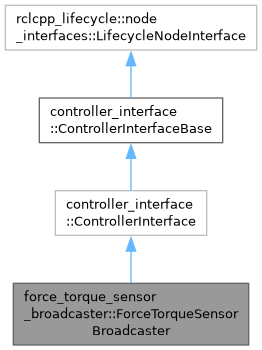 rclcpp_lifecycle::node
_interfaces::LifecycleNodeInterface
controller_interface
::ControllerInterfaceBase
controller_interface
::ControllerInterface
force_torque_sensor
_broadcaster::ForceTorqueSensor
Broadcaster